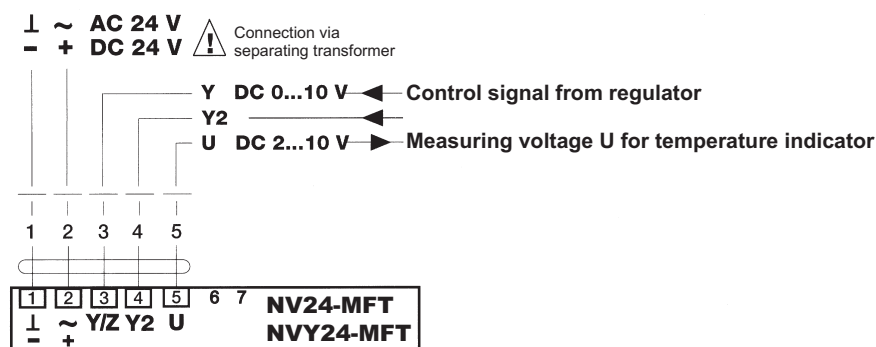 ⊥ ~ AC 24 V
– + DC 24 V
! Connection via
separating transformer
Y DC 0...10 V Control signal from regulator
Y2
U DC 2...10 V Measuring voltage U for temperature indicator
1 2 3 4 5
1 2 3 4 5 6 7 NV24-MFT
⊥ ~ Y/Z Y2 U NVY24-MFT
– +